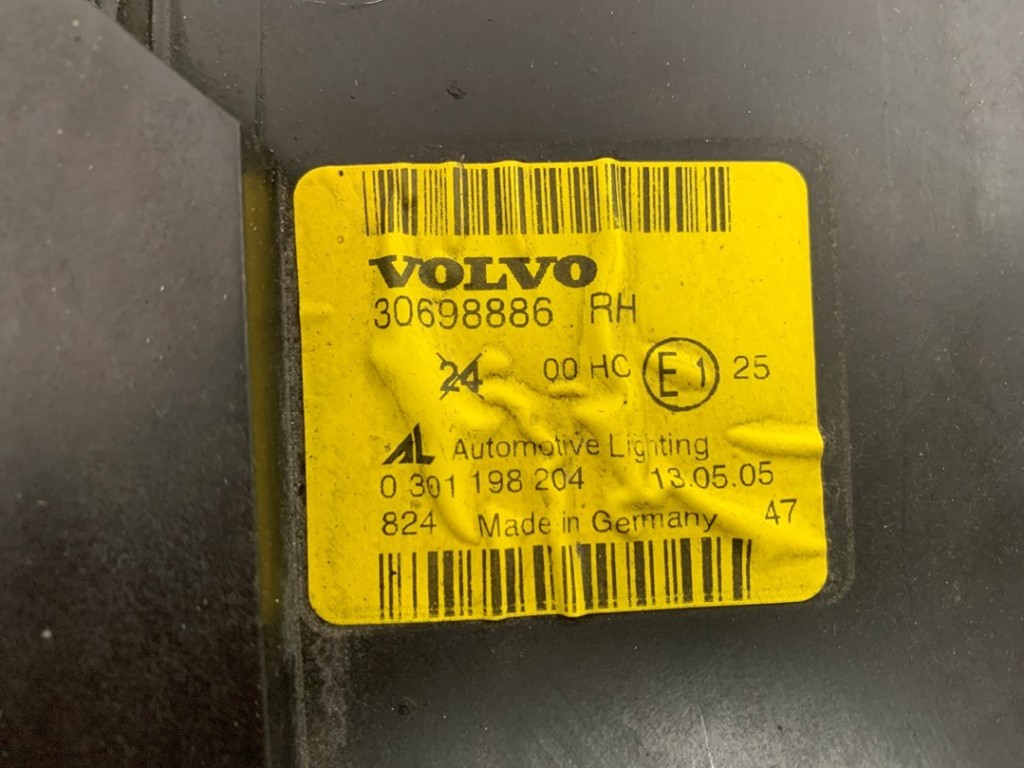 VOLVO
30698886 RH
24 00 HC E1 25
AL Automotive Lighting
0 301 198 204 13.05.05
824 Made in Germany 47